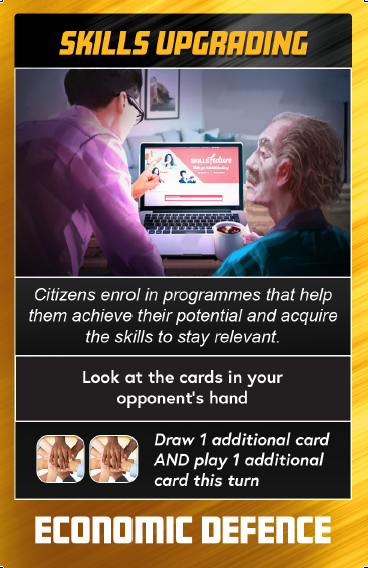 SKILLS UPGRADING
SKILLSfuture
Citizens enrol in programmes that help
them achieve their potential and acquire
the skills to stay relevant.
Look at the cards in your
opponent's hand
Draw 1 additional card
AND play 1 additional
card this turn
ECONOMIC DEFENCE